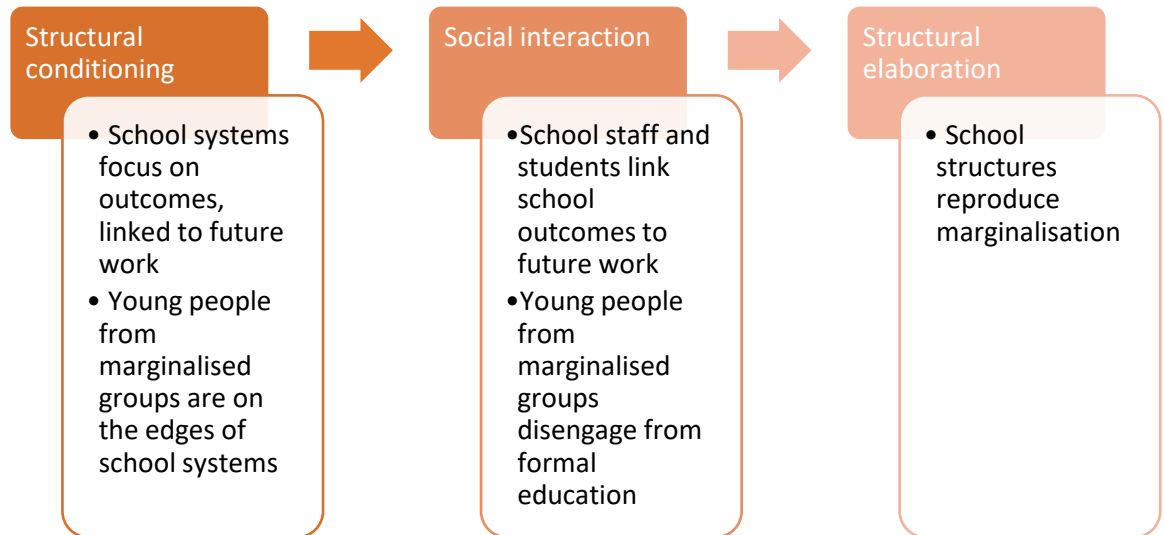 Structural
conditioning
• School systems
focus on
outcomes,
linked to future
work
• Young people
from
marginalised
groups are on
the edges of
school systems
Social interaction
•School staff and
students link
school
outcomes to
future work
•Young people
from
marginalised
groups
disengage from
formal
education
Structural
elaboration
• School
structures
reproduce
marginalisation